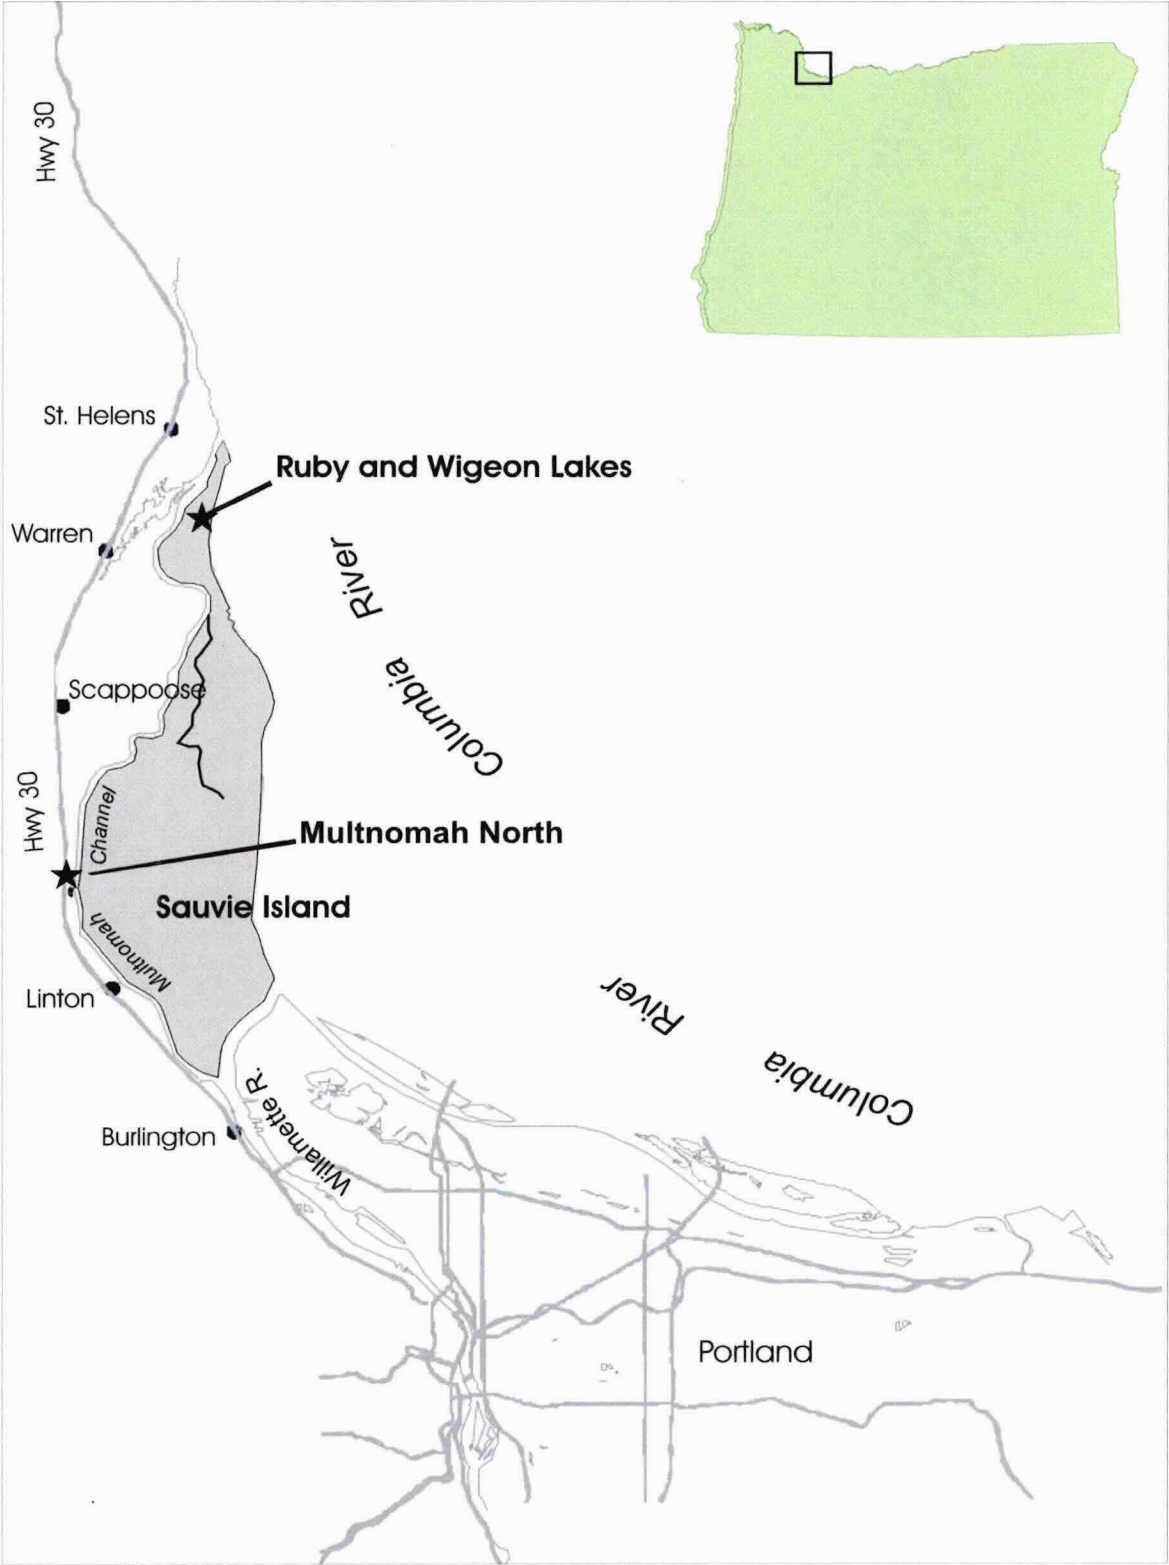 Hwy 30
St. Helens
Ruby and Wigeon Lakes
Warren
Columbia River
Scappoose
Hwy 30
Channel
Multnomah North
Sauvie Island
Multnomah
Linton
Columbia River
Willamette R.
Burlington
Portland